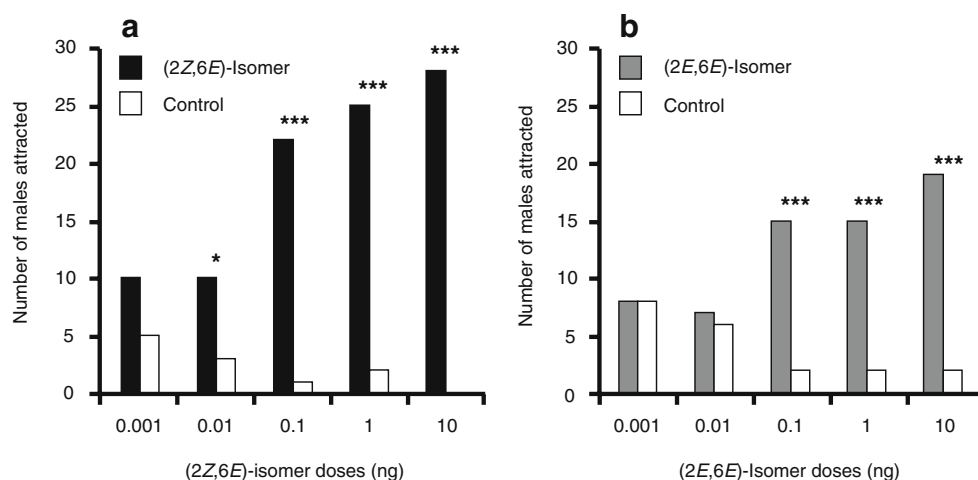 a
(2Z,6E)-Isomer
Control
Number of males attracted
30
25
20
15
10
5
0
*
***
***
***
0.001 0.01 0.1 1 10
(2Z,6E)-isomer doses (ng)
b
(2E,6E)-Isomer
Control
Number of males attracted
30
25
20
15
10
5
0
***
***
***
0.001 0.01 0.1 1 10
(2E,6E)-Isomer doses (ng)